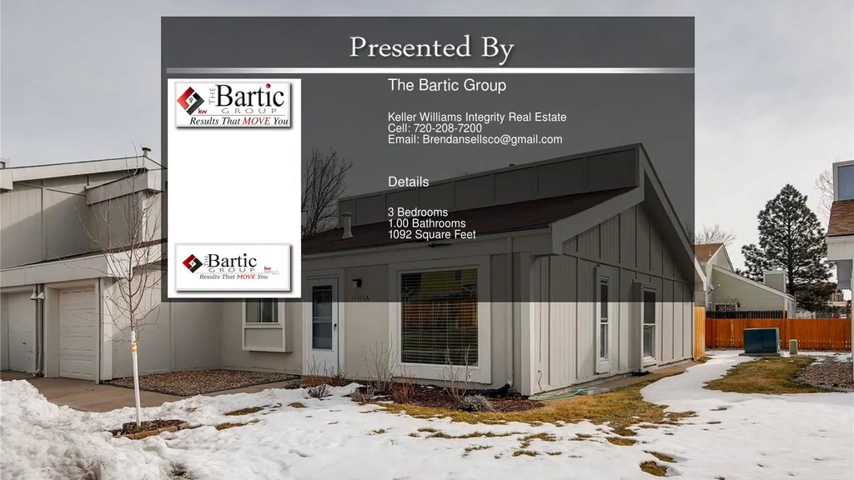 Presented By
THE Bartic
GROUP
kw
Results That MOVE You
The Bartic Group
Keller Williams Integrity Real Estate
Cell: 720-208-7200
Email: Brendansellsco@gmail.com
Details
3 Bedrooms
1.00 Bathrooms
1092 Square Feet
THE Bartic
GROUP kw
Results That MOVE You